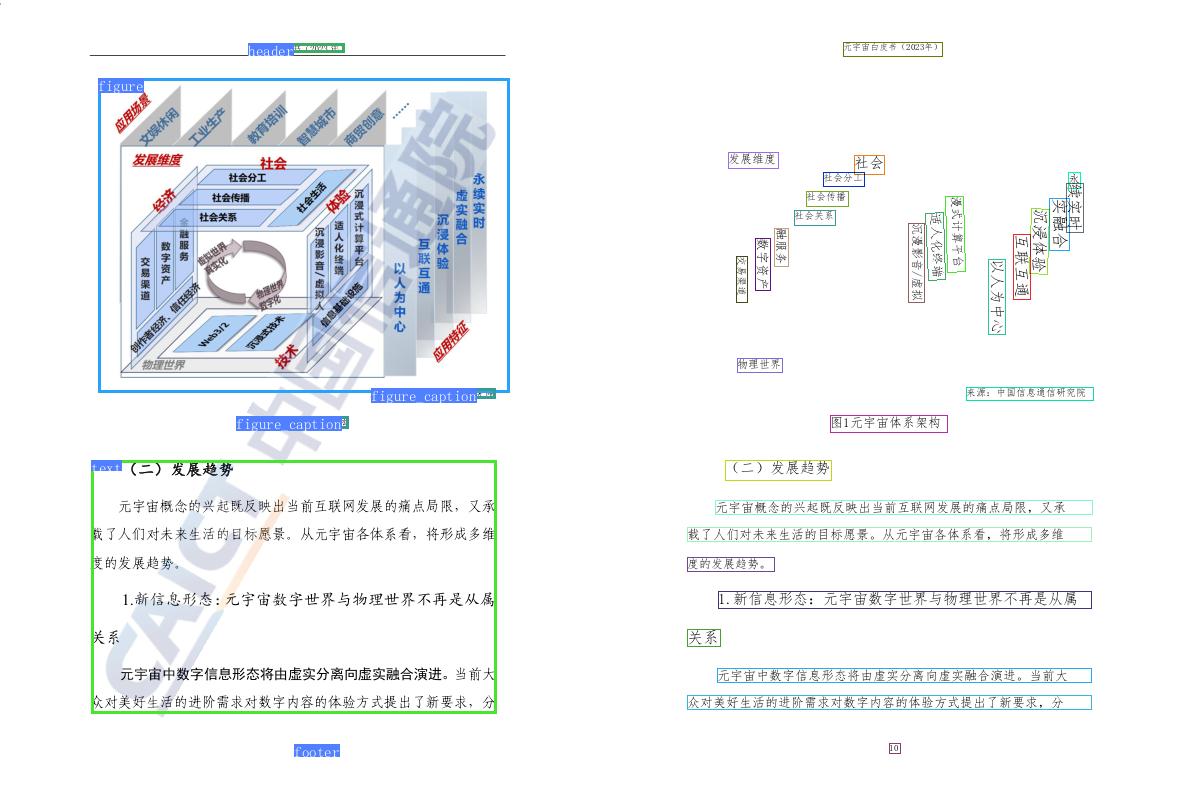 header
figure
应用场景
文娱休闲
工业生产
教育培训
智慧城市
商贸创意
……
发展维度
社会
社会分工
社会传播
社会关系
社会生活
经济
金融服务
数字资产
交易渠道
创作者经济、信任经济
体验
沉浸式计算平台
适人化终端
沉浸影音/虚拟人
虚拟世界
真实化
物理世界
数字化
Web3/2
沉浸式技术
信息基础设施
技术
物理世界
永续实时
虚实融合
沉浸体验
互联互通
以人为中心
应用特征
figure_caption
figure_caption
text
（二）发展趋势
元宇宙概念的兴起既反映出当前互联网发展的痛点局限，又承
载了人们对未来生活的目标愿景。从元宇宙各体系看，将形成多维
度的发展趋势。
1.新信息形态：元宇宙数字世界与物理世界不再是从属
关系
元宇宙中数字信息形态将由虚实分离向虚实融合演进。当前大
众对美好生活的进阶需求对数字内容的体验方式提出了新要求，分
footer
CAICT 中国信通院
元宇宙白皮书（2023年）
发展维度
社会
社会分工
社会传播
社会关系
融服务
数字资产
交易渠道
漫式计算平台
适人化终端
沉浸影音/虚拟
永
续实时
实融合
沉浸体验
互联互通
以人为中心
物理世界
来源：中国信息通信研究院
图1元宇宙体系架构
（二）发展趋势
元宇宙概念的兴起既反映出当前互联网发展的痛点局限，又承
载了人们对未来生活的目标愿景。从元宇宙各体系看，将形成多维
度的发展趋势。
1.新信息形态：元宇宙数字世界与物理世界不再是从属
关系
元宇宙中数字信息形态将由虚实分离向虚实融合演进。当前大
众对美好生活的进阶需求对数字内容的体验方式提出了新要求，分
10